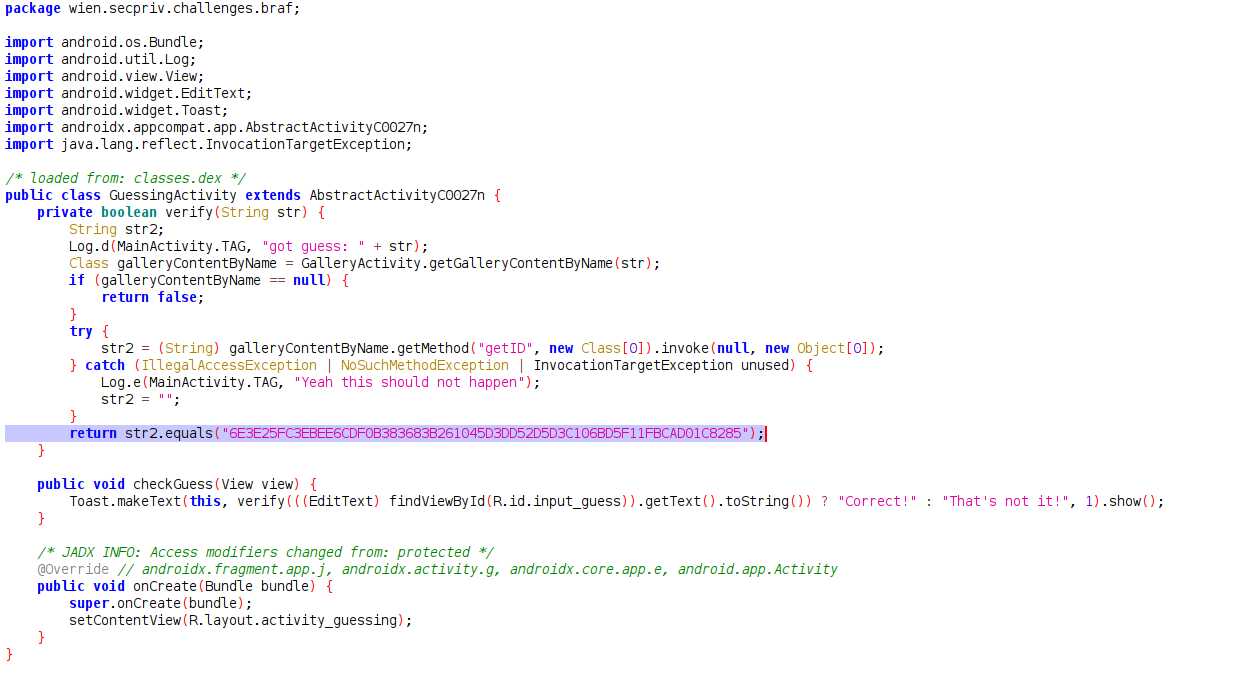 package wien.secpriv.challenges.braf;
import android.os.Bundle;
import android.util.Log;
import android.view.View;
import android.widget.EditText;
import android.widget.Toast;
import androidx.appcompat.app.AbstractActivityC0027n;
import java.lang.reflect.InvocationTargetException;
/* loaded from: classes.dex */
public class GuessingActivity extends AbstractActivityC0027n {
    private boolean verify(String str) {
        String str2;
        Log.d(MainActivity.TAG, "got guess: " + str);
        Class galleryContentByName = GalleryActivity.getGalleryContentByName(str);
        if (galleryContentByName == null) {
            return false;
        }
        try {
            str2 = (String) galleryContentByName.getMethod("getID", new Class[0]).invoke(null, new Object[0]);
        } catch (IllegalAccessException | NoSuchMethodException | InvocationTargetException unused) {
            Log.e(MainActivity.TAG, "Yeah this should not happen");
            str2 = "";
        }
        return str2.equals("6E3E25FC3EBEE6CDF0B383683B261045D3DD52D5D3C106BD5F11FBCAD01C8285");
    }
    public void checkGuess(View view) {
        Toast.makeText(this, verify(((EditText) findViewById(R.id.input_guess)).getText().toString()) ? "Correct!" : "That's not it!", 1).show();
    }
    /* JADX INFO: Access modifiers changed from: protected */
    @Override // androidx.fragment.app.j, androidx.activity.g, androidx.core.app.e, android.app.Activity
    public void onCreate(Bundle bundle) {
        super.onCreate(bundle);
        setContentView(R.layout.activity_guessing);
    }
}